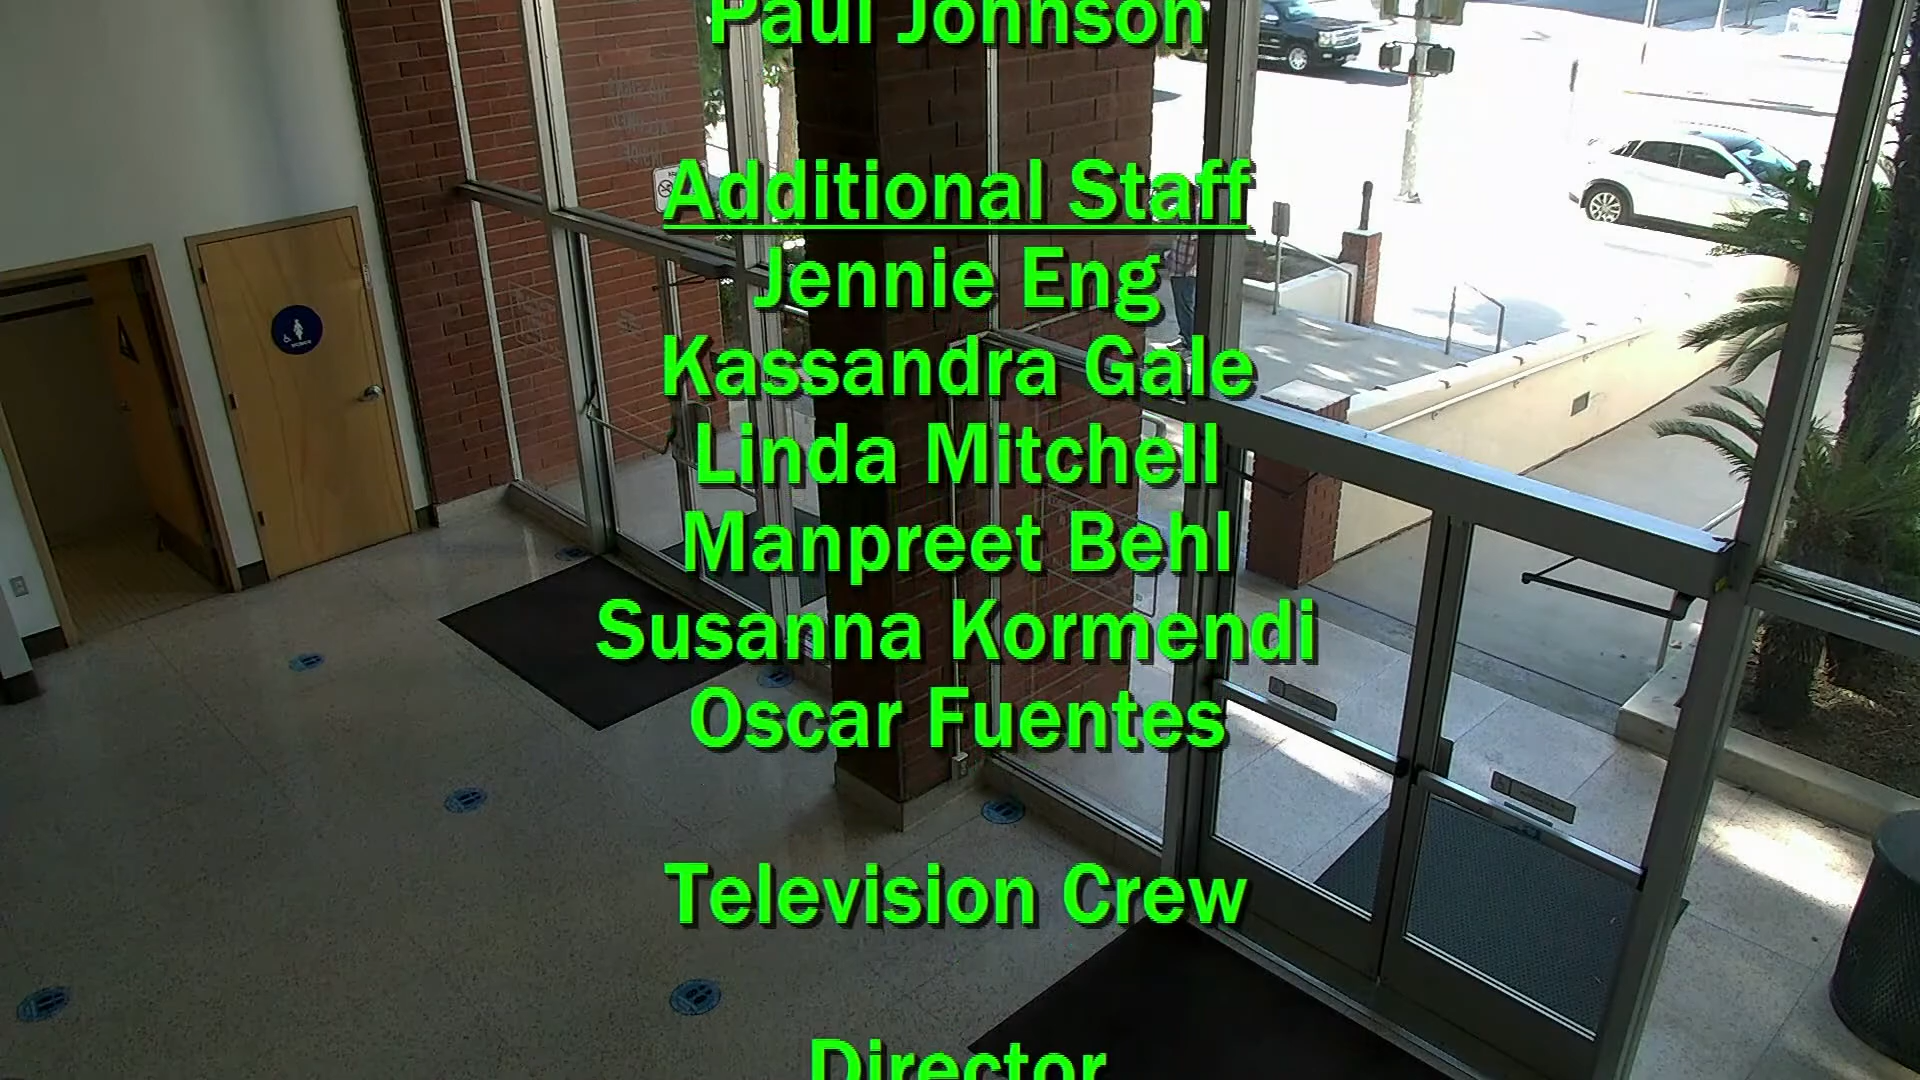 Paul Johnson
Additional Staff
Jennie Eng
Kassandra Gale
Linda Mitchell
Manpreet Behl
Susanna Kormendi
Oscar Fuentes
Television Crew
Director